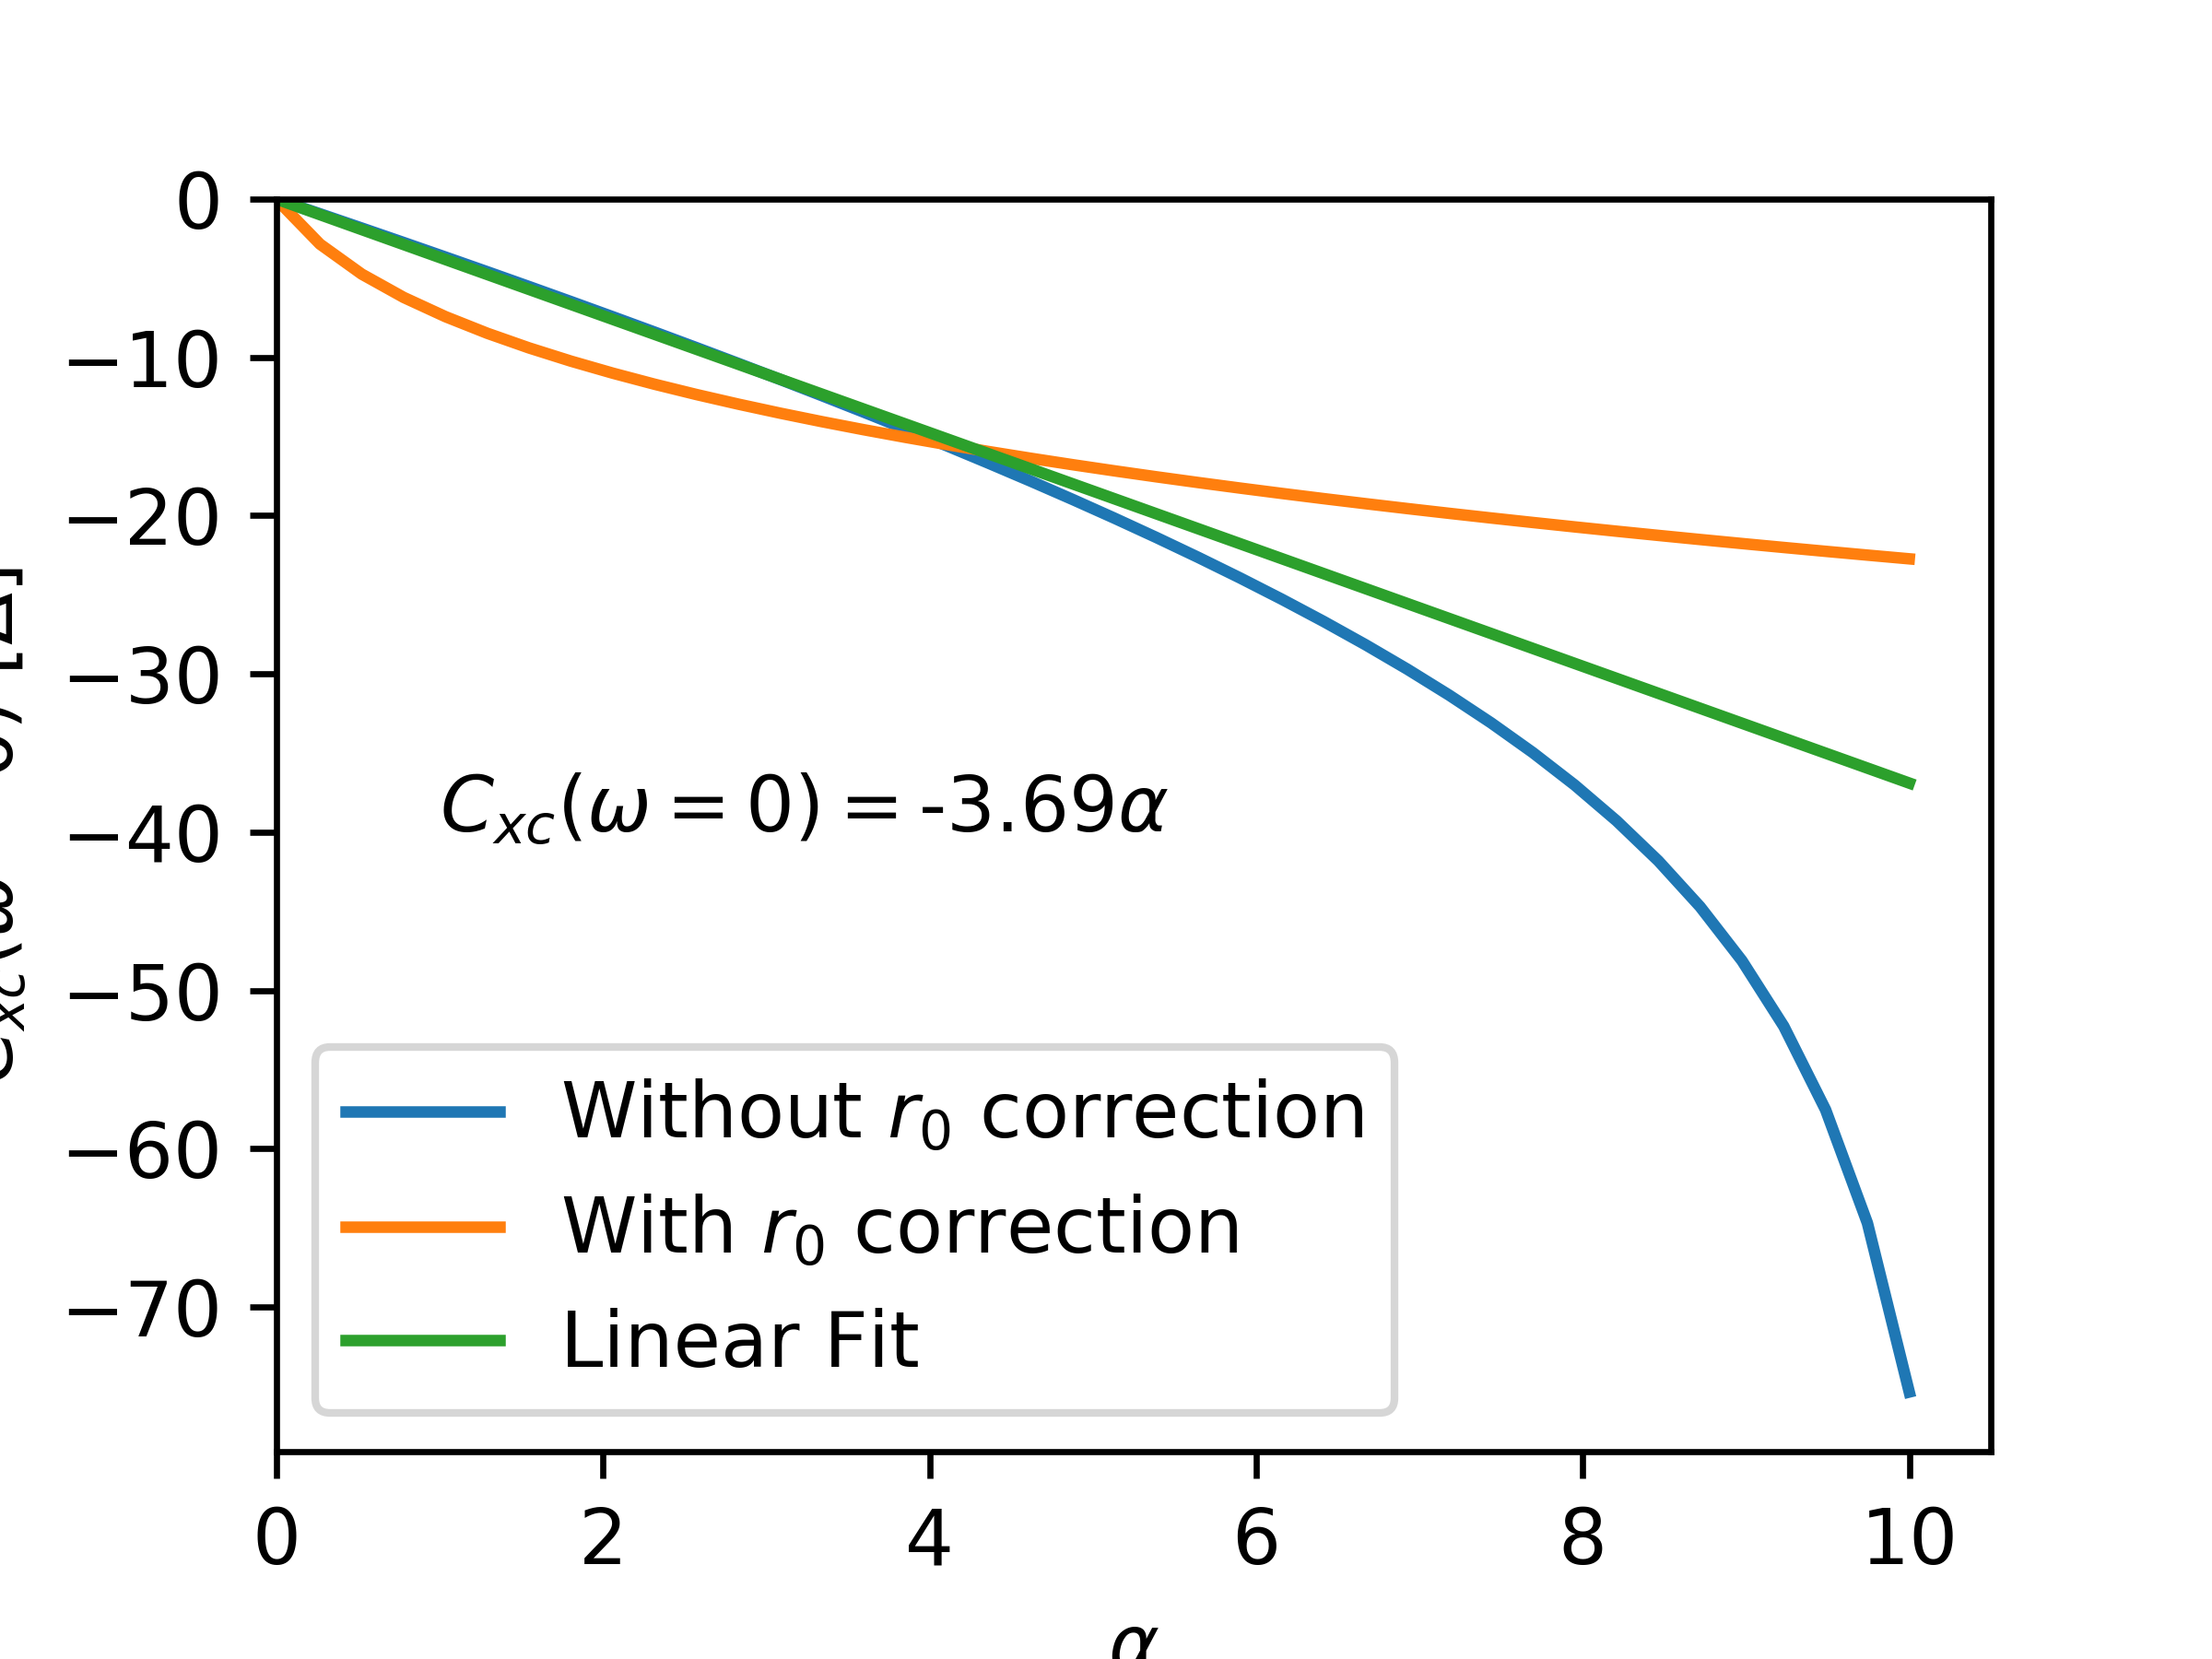 0
−10
−20
−30
−40
−50
−60
−70
C_xc(ω = 0) = -3.69α
Without r₀ correction
With r₀ correction
Linear Fit
0 2 4 6 8 10
α